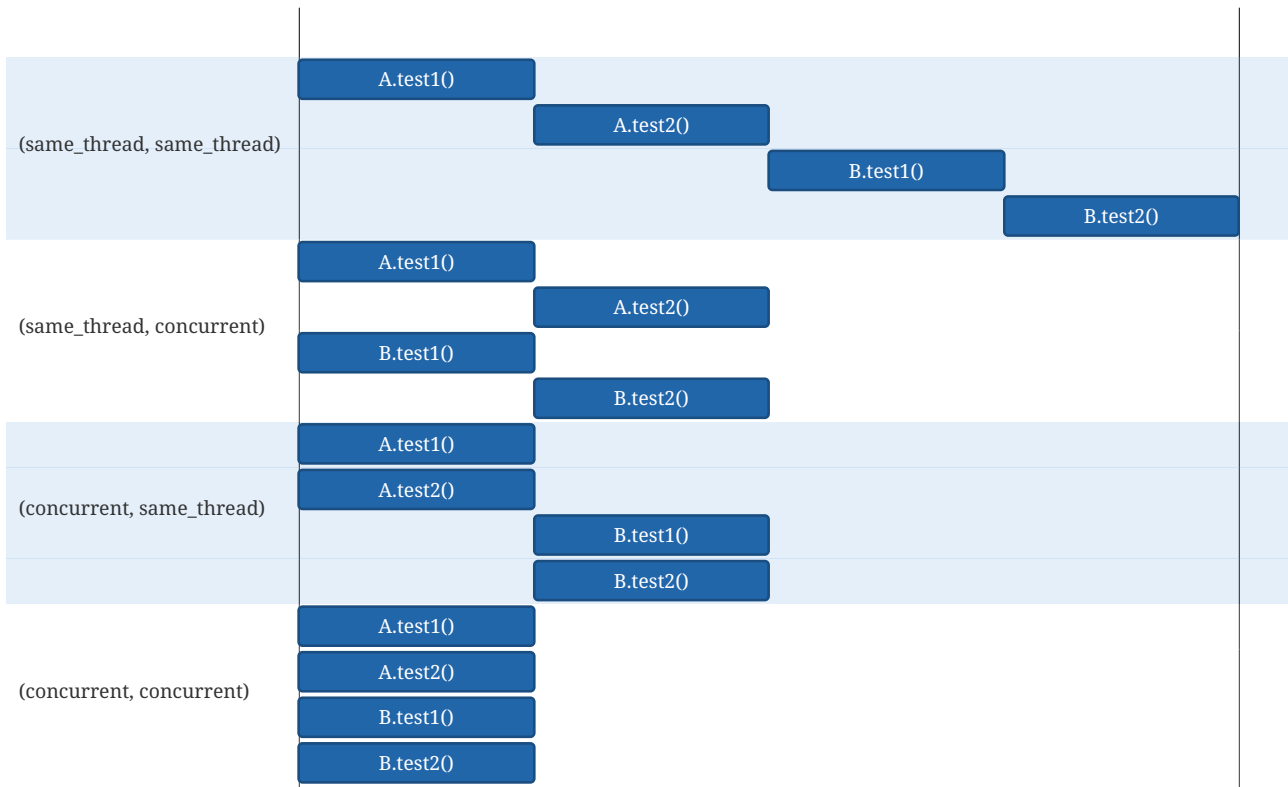 A.test1()
A.test2()
(same_thread, same_thread)
B.test1()
B.test2()
A.test1()
A.test2()
(same_thread, concurrent)
B.test1()
B.test2()
A.test1()
A.test2()
(concurrent, same_thread)
B.test1()
B.test2()
A.test1()
A.test2()
(concurrent, concurrent)
B.test1()
B.test2()